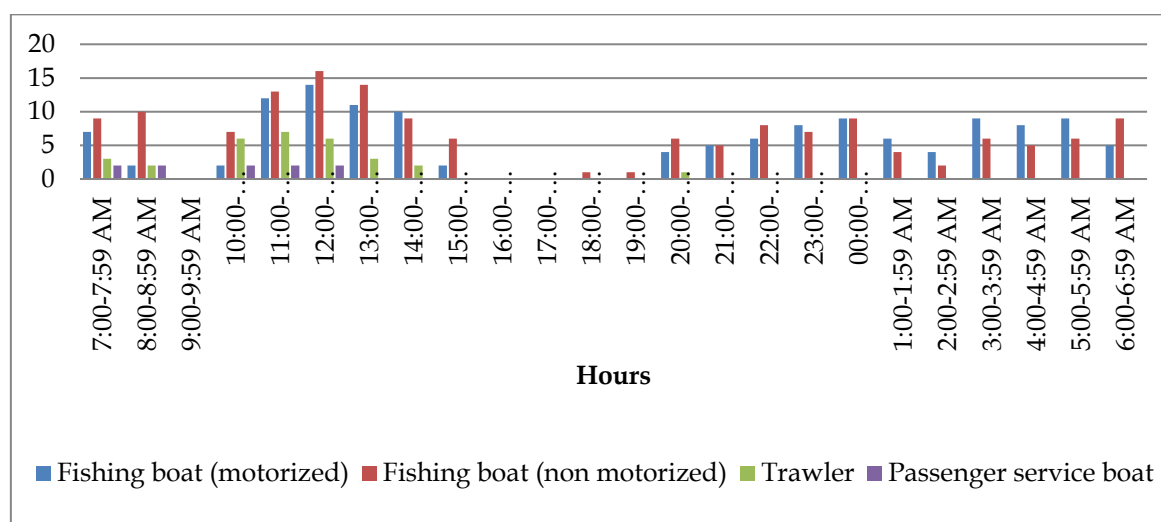 20
15
10
5
0
7:00-7:59 AM
8:00-8:59 AM
9:00-9:59 AM
10:00-…
11:00-…
12:00-…
13:00-…
14:00-…
15:00-…
16:00-…
17:00-…
18:00-…
19:00-…
20:00-…
21:00-…
22:00-…
23:00-…
00:00-…
1:00-1:59 AM
2:00-2:59 AM
3:00-3:59 AM
4:00-4:59 AM
5:00-5:59 AM
6:00-6:59 AM
Hours
Fishing boat (motorized) Fishing boat (non motorized) Trawler Passenger service boat